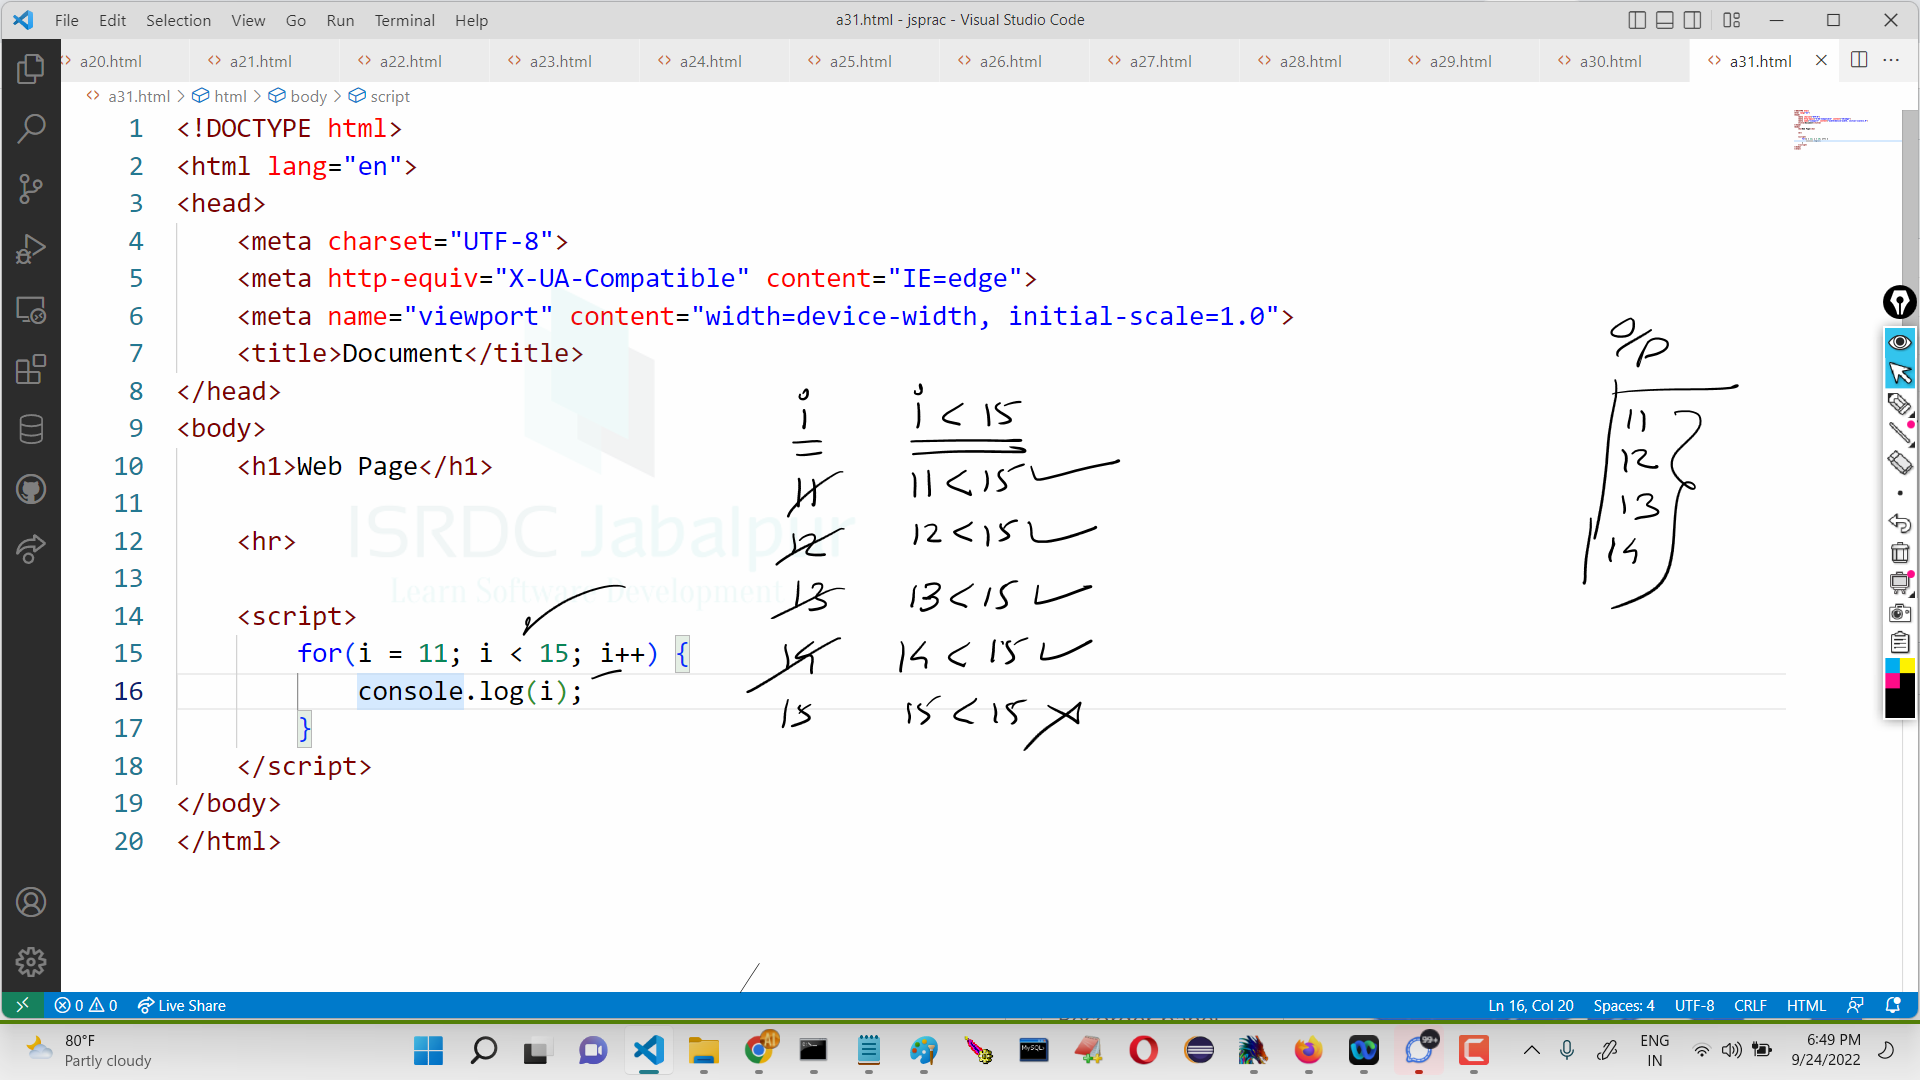 File Edit Selection View Go Run Terminal Help
a31.html - jsprac - Visual Studio Code
a20.html a21.html a22.html a23.html a24.html a25.html a26.html a27.html a28.html a29.html a30.html a31.html
a31.html > html > body > script
1 <!DOCTYPE html>
2 <html lang="en">
3 <head>
4 <meta charset="UTF-8">
5 <meta http-equiv="X-UA-Compatible" content="IE=edge">
6 <meta name="viewport" content="width=device-width, initial-scale=1.0">
7 <title>Document</title>
8 </head>
9 <body>
10 <h1>Web Page</h1>
11
12 <hr>
13
14 <script>
15 for(i = 11; i < 15; i++) {
16 console.log(i);
17 }
18 </script>
19 </body>
20 </html>
ISRDC Jabalpur
Learn Software Development
i i < 15
11 11 < 15
12 12 < 15
13 13 < 15
14 14 < 15
15 15 < 15
O/P
11
12
13
14
0 0 Live Share
Ln 16, Col 20 Spaces: 4 UTF-8 CRLF HTML
80°F
Partly cloudy
MySQL
99+
ENG
IN
6:49 PM
9/24/2022